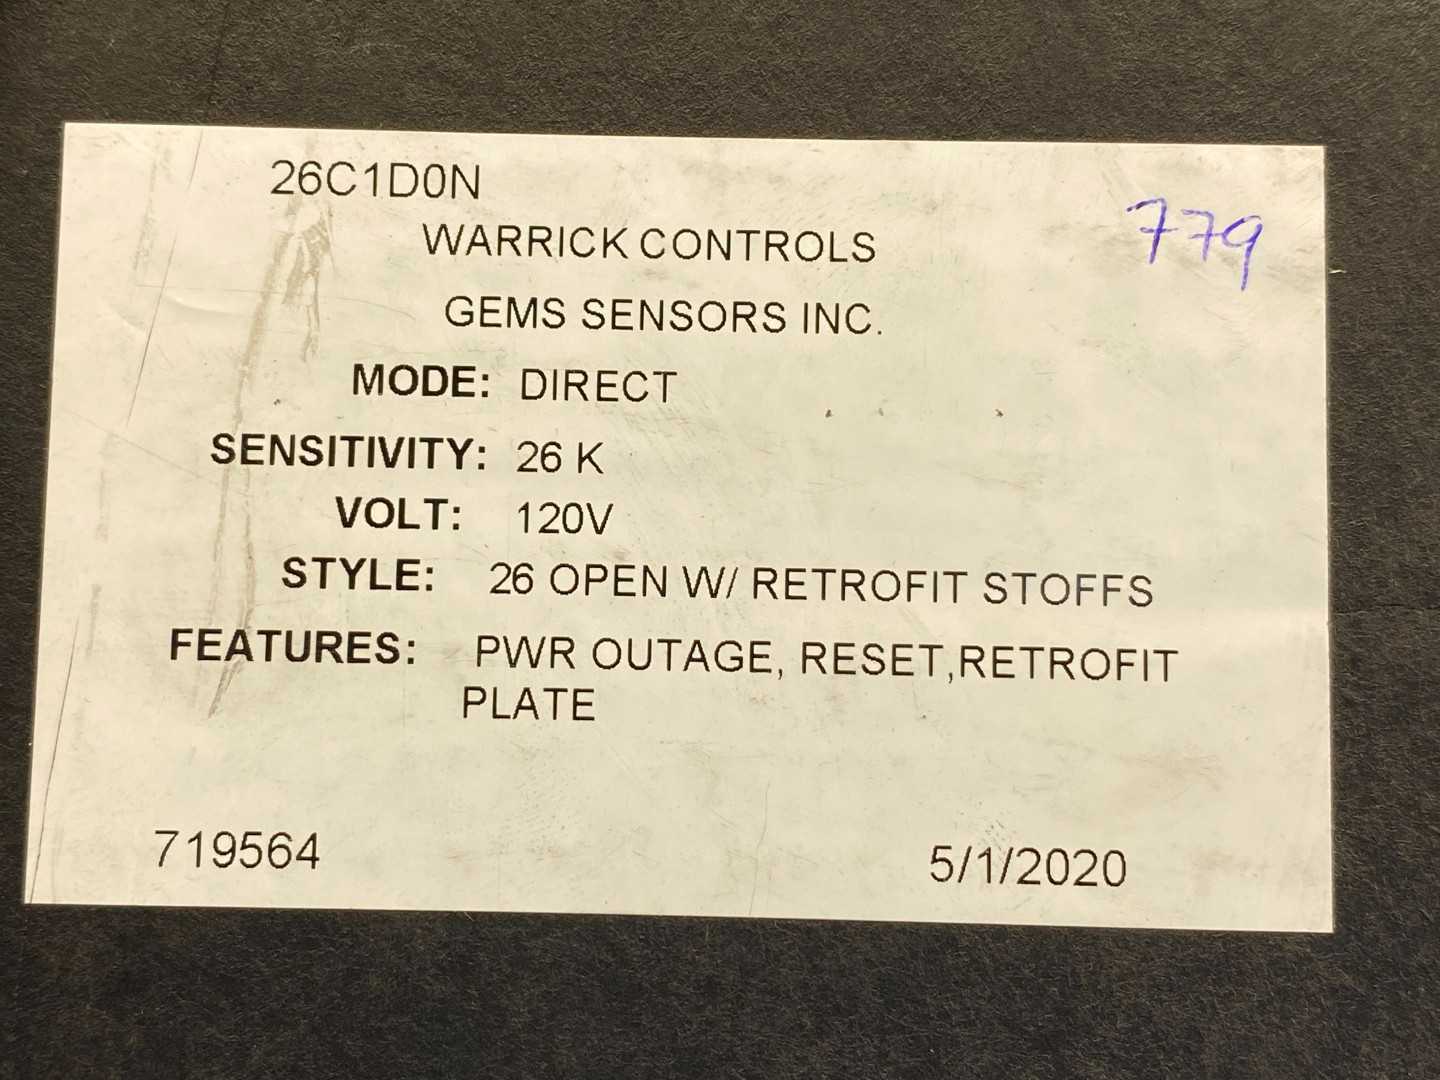 26C1D0N
779
WARRICK CONTROLS
GEMS SENSORS INC.
MODE: DIRECT
SENSITIVITY: 26 K
VOLT: 120V
STYLE: 26 OPEN W/ RETROFIT STOFFS
FEATURES: PWR OUTAGE, RESET,RETROFIT
PLATE
719564
5/1/2020